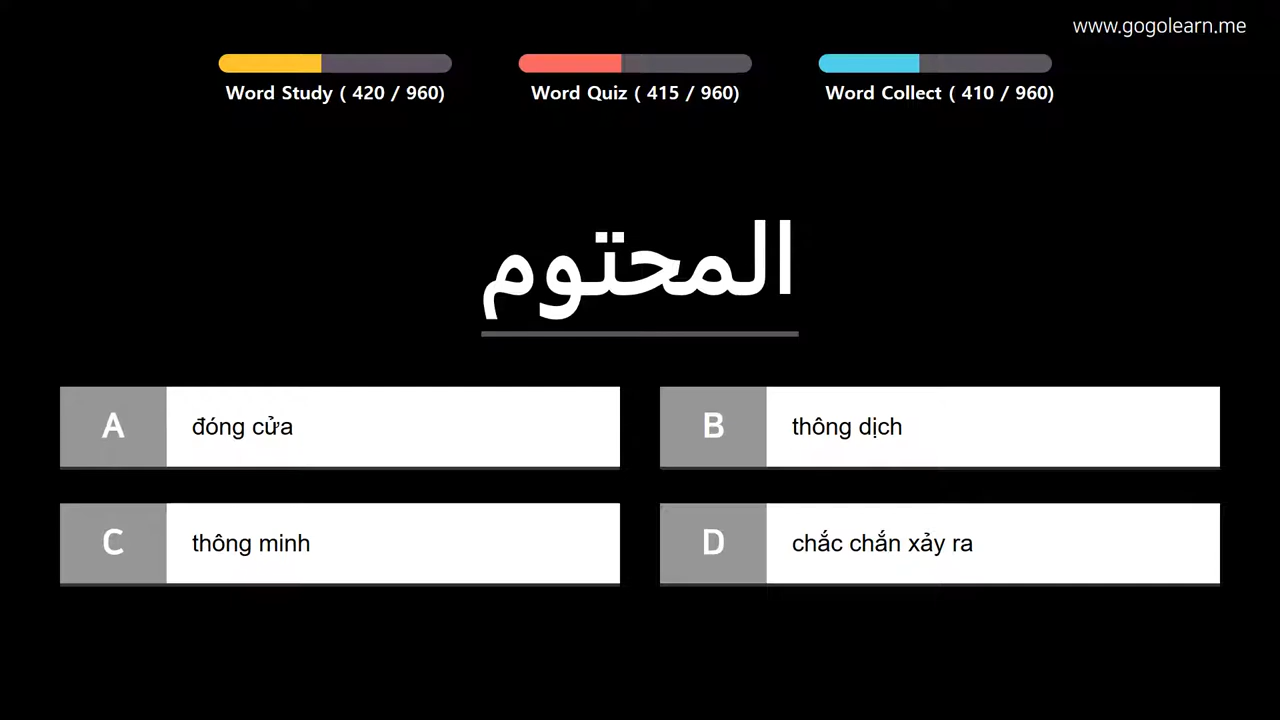 www.gogolearn.me
Word Study ( 420 / 960)
Word Quiz ( 415 / 960)
Word Collect ( 410 / 960)
المحتوم
A
đóng cửa
B
thông dịch
C
thông minh
D
chắc chắn xảy ra